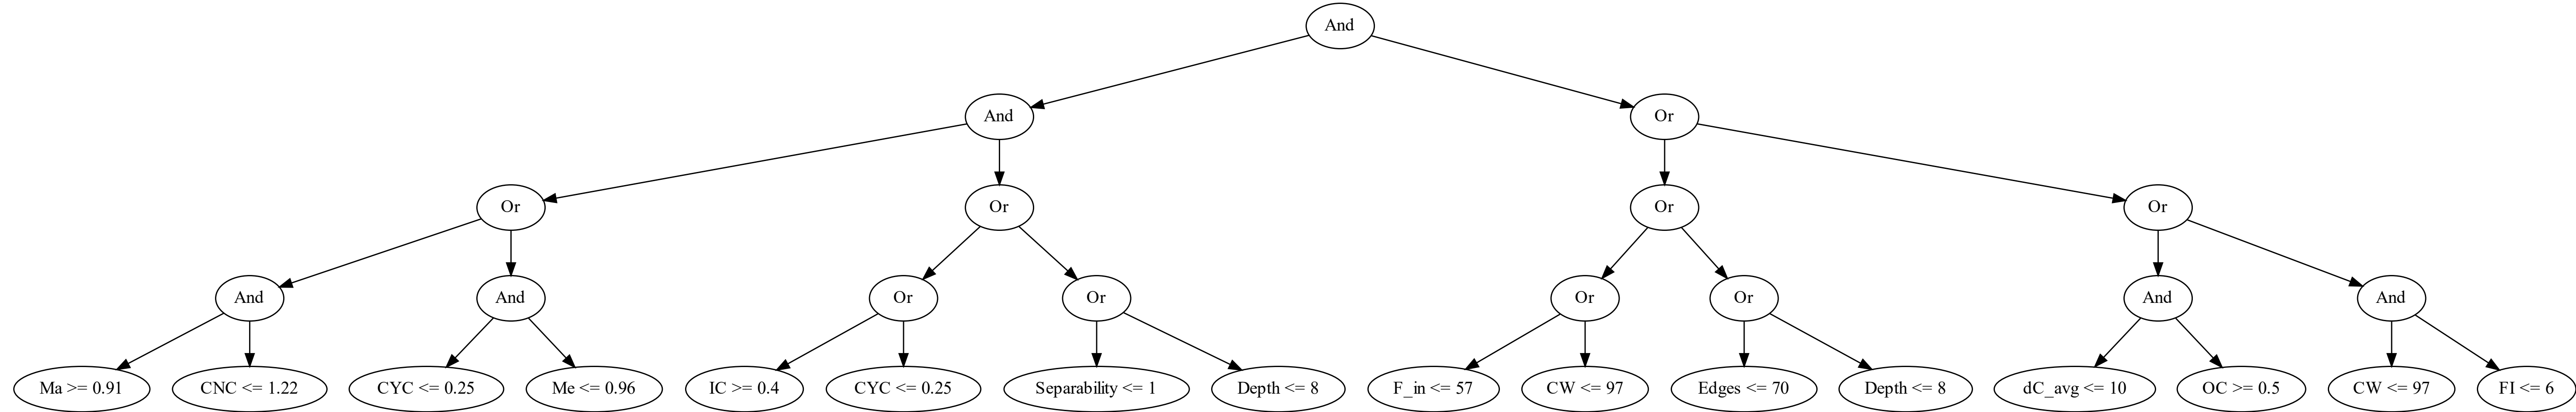 And
And
Or
Or
Or
Or
Or
And
And
Or
Or
Or
Or
And
And
Ma >= 0.91
CNC <= 1.22
CYC <= 0.25
Me <= 0.96
IC >= 0.4
CYC <= 0.25
Separability <= 1
Depth <= 8
F_in <= 57
CW <= 97
Edges <= 70
Depth <= 8
dC_avg <= 10
OC >= 0.5
CW <= 97
FI <= 6